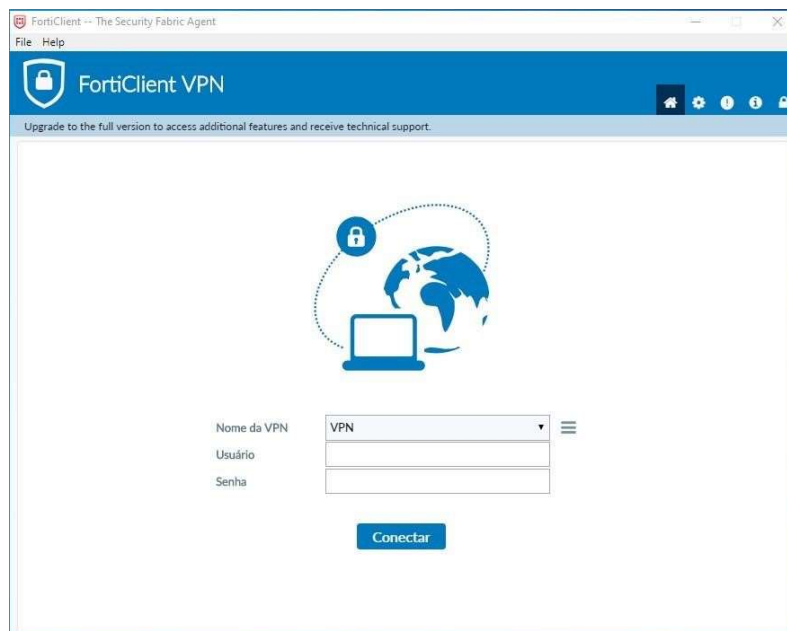 FortiClient -- The Security Fabric Agent
File Help
FortiClient VPN
Upgrade to the full version to access additional features and receive technical support.
Nome da VPN VPN
Usuário
Senha
Conectar